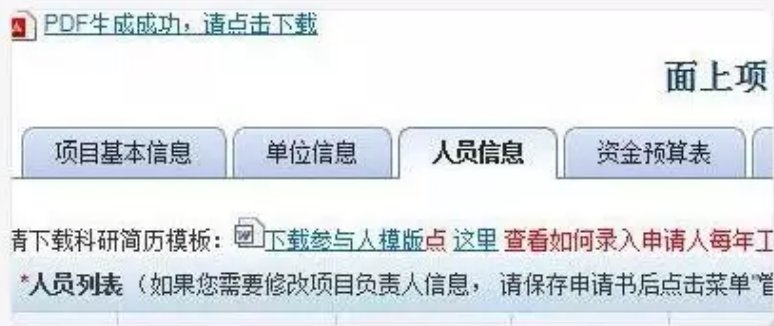 PDF生成成功，请点击下载
面上项
项目基本信息 单位信息 人员信息 资金预算表
请下载科研简历模板： 下载参与人模版点 这里 查看如何录入申请人每年工
*人员列表（如果您需要修改项目负责人信息， 请保存申请书后点击菜单"管